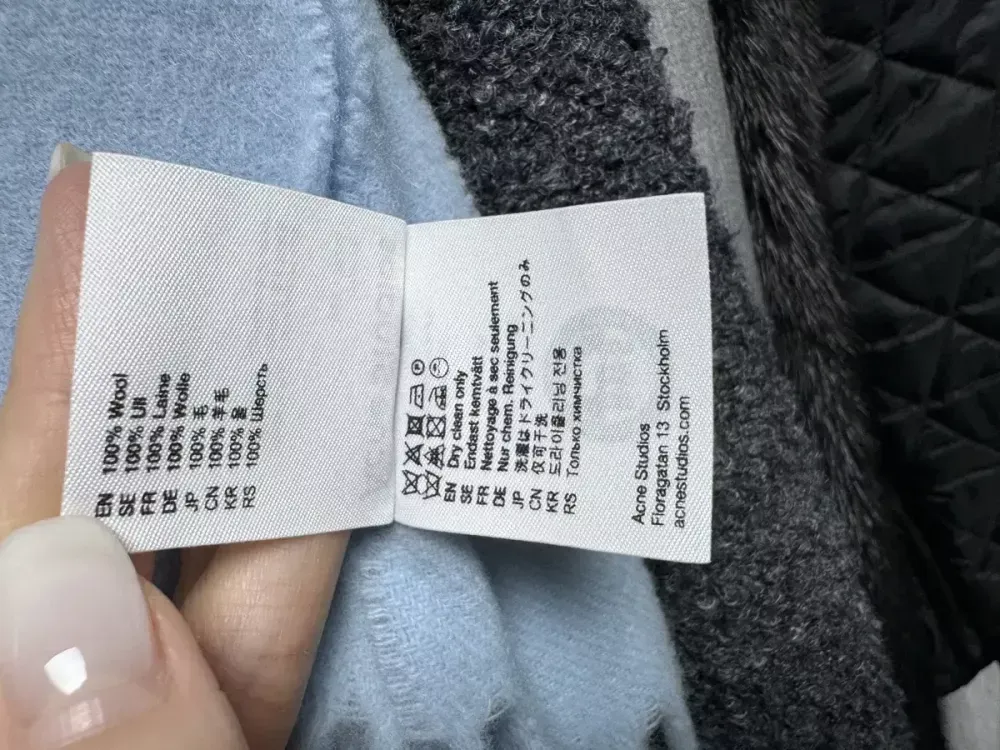 EN 100% Wool
SE 100% Ull
FR 100% Laine
DE 100% Wolle
JP 100% 毛
CN 100% 羊毛
KR 100% 울
RS 100% Шерсть
EN Dry clean only
SE Endast kemtvätt
FR Nettoyage à sec seulement
DE Nur chem. Reinigung
JP 洗濯はドライクリーニングのみ
CN 仅可干洗
KR 도라이클리닝 전용
RS Только химчистка
Acne Studios
Floragatan 13 Stockholm
acnestudios.com